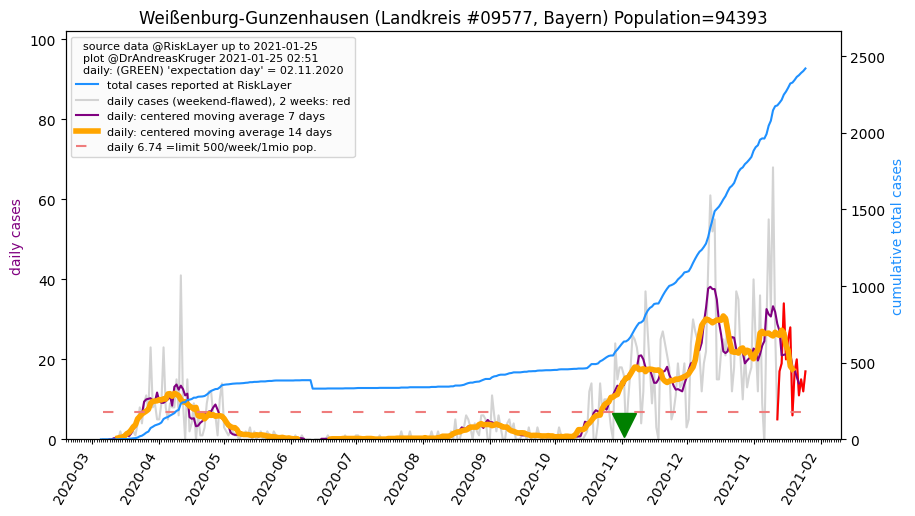 Weißenburg-Gunzenhausen (Landkreis #09577, Bayern) Population=94393
source data @RiskLayer up to 2021-01-25
plot @DrAndreasKruger 2021-01-25 02:51
daily: (GREEN) 'expectation day' = 02.11.2020
total cases reported at RiskLayer
daily cases (weekend-flawed), 2 weeks: red
daily: centered moving average 7 days
daily: centered moving average 14 days
daily 6.74 =limit 500/week/1mio pop.
daily cases
100
80
60
40
20
0
cumulative total cases
2500
2000
1500
1000
500
0
2020-03
2020-04
2020-05
2020-06
2020-07
2020-08
2020-09
2020-10
2020-11
2020-12
2021-01
2021-02